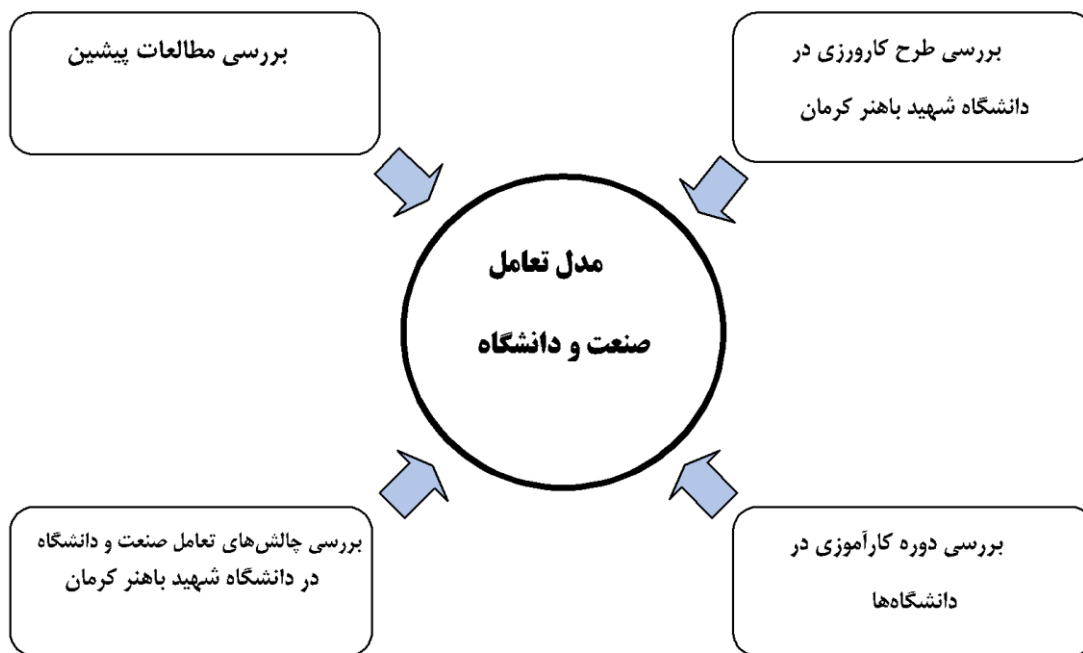 بررسی طرح کارورزی در
دانشگاه شهید باهنر کرمان
بررسی مطالعات پیشین
مدل تعامل
صنعت و دانشگاه
بررسی دوره کارآموزی در
دانشگاه‌ها
بررسی چالش‌های تعامل صنعت و دانشگاه
در دانشگاه شهید باهنر کرمان